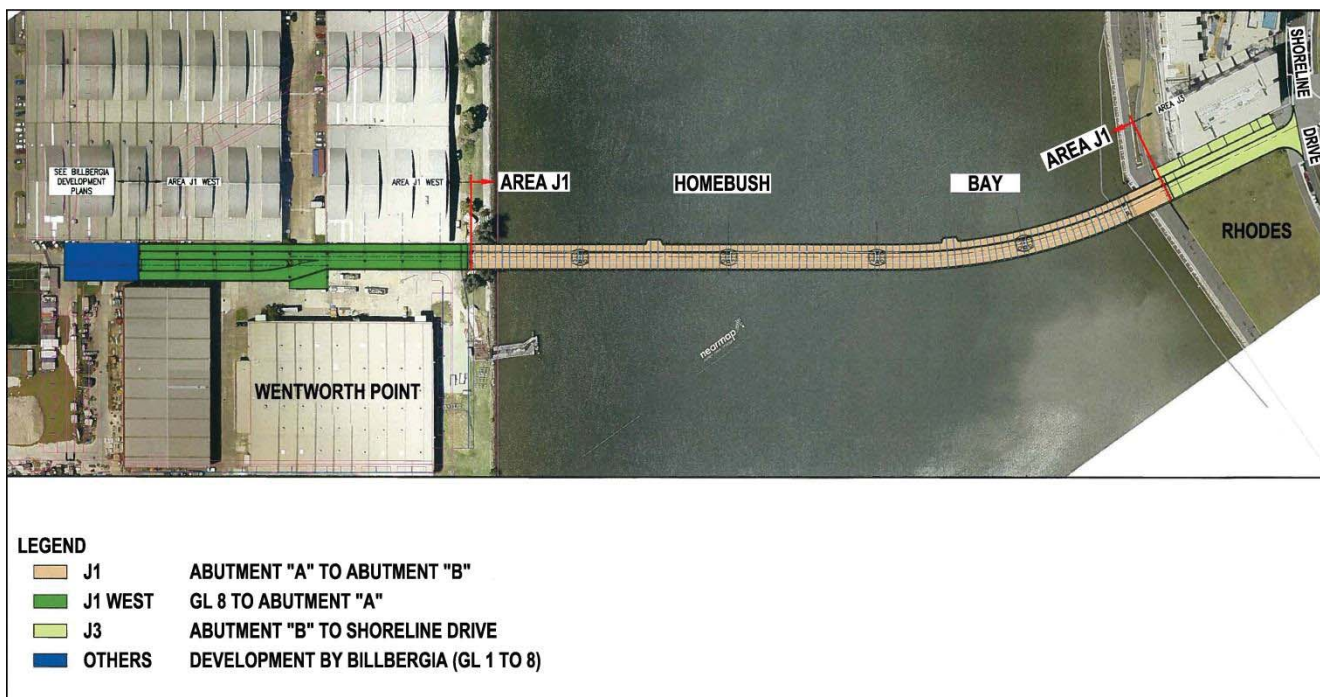 SHORELINE
DRIVE
AREA J3
AREA J1
SEE BILLBERGIA
DEVELOPMENT
PLANS
AREA J1 WEST
AREA J1 WEST
AREA J1
HOMEBUSH
BAY
RHODES
nearmap
WENTWORTH POINT
LEGEND
J1 ABUTMENT "A" TO ABUTMENT "B"
J1 WEST GL 8 TO ABUTMENT "A"
J3 ABUTMENT "B" TO SHORELINE DRIVE
OTHERS DEVELOPMENT BY BILLBERGIA (GL 1 TO 8)